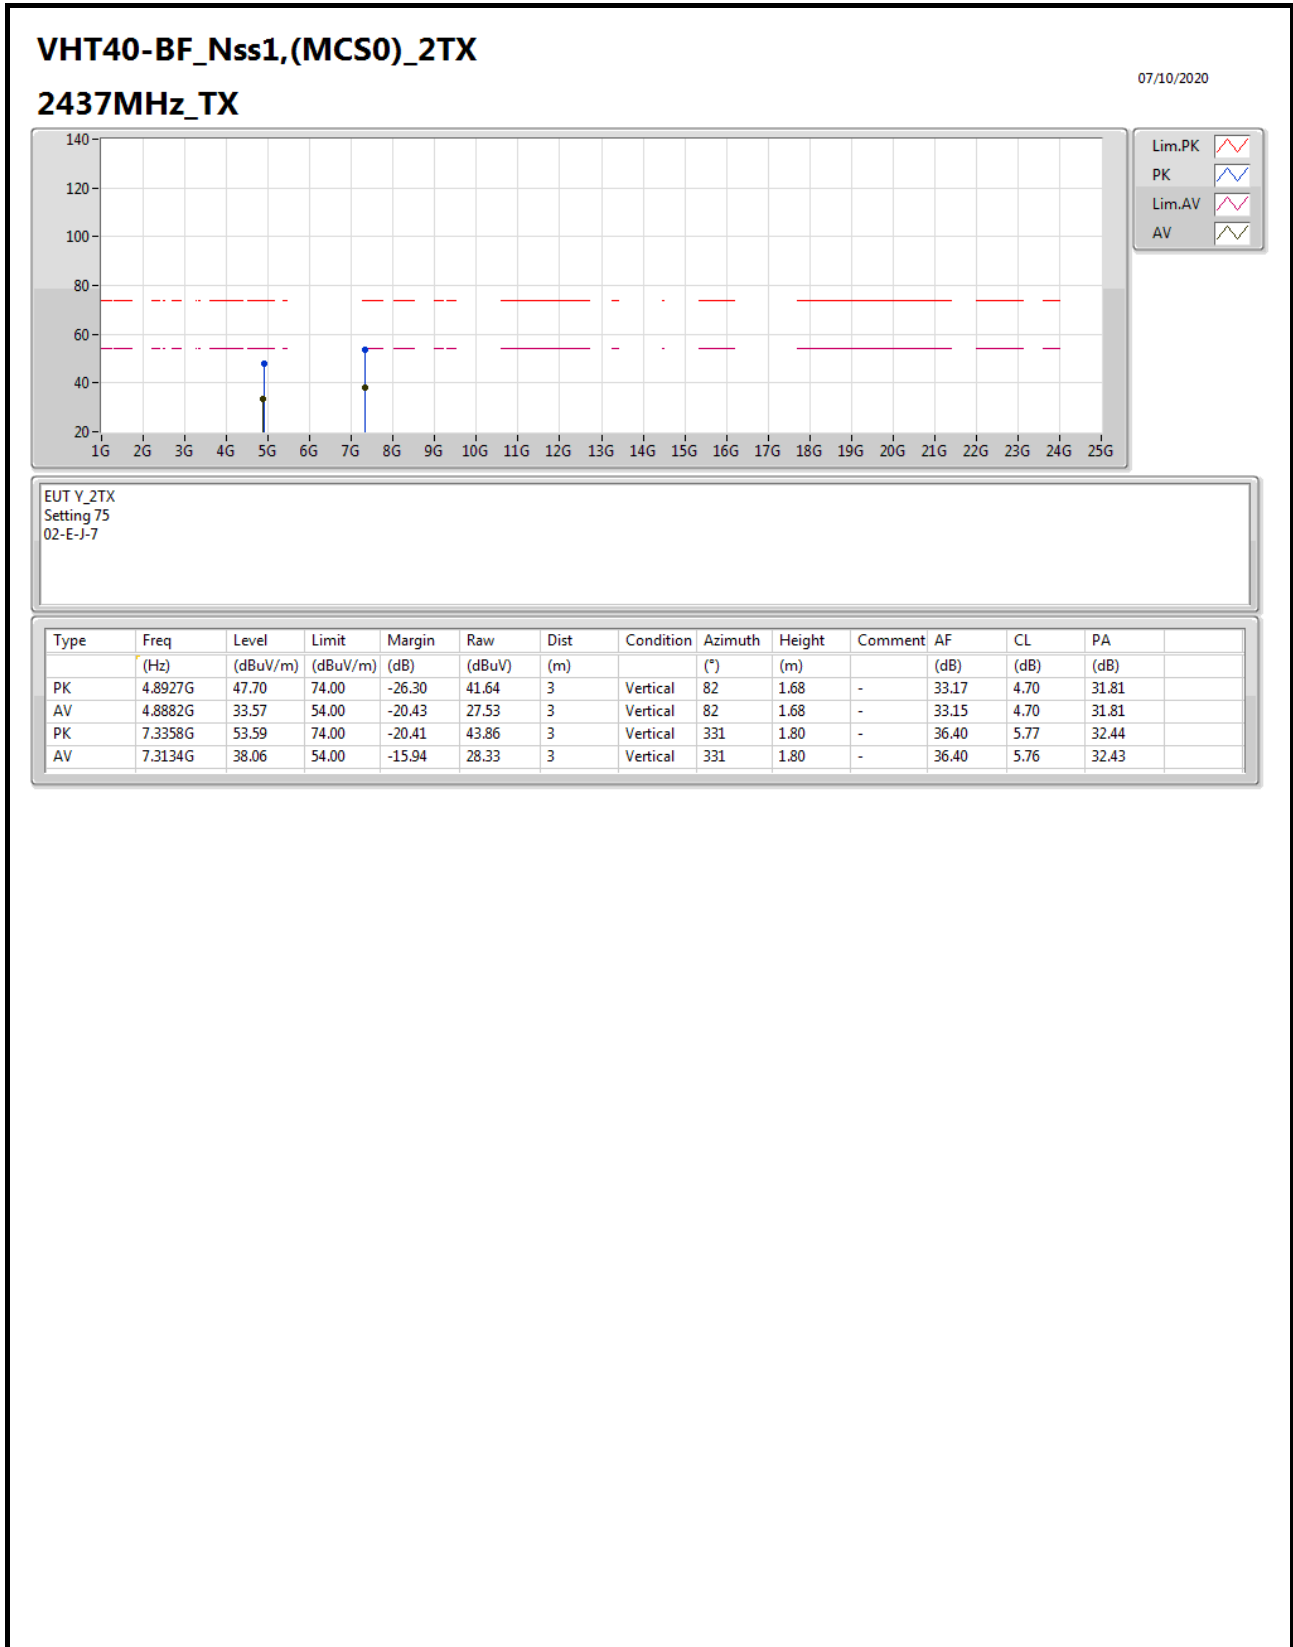 VHT40-BF_Nss1,(MCS0)_2TX
07/10/2020
2437MHz_TX
140
120
100
80
60
40
20
1G 2G 3G 4G 5G 6G 7G 8G 9G 10G 11G 12G 13G 14G 15G 16G 17G 18G 19G 20G 21G 22G 23G 24G 25G
Lim.PK
PK
Lim.AV
AV
EUT Y_2TX
Setting 75
02-E-J-7
Type Freq Level Limit Margin Raw Dist Condition Azimuth Height Comment AF CL PA
(Hz) (dBuV/m) (dBuV/m) (dB) (dBuV) (m) (°) (m) (dB) (dB) (dB)
PK 4.8927G 47.70 74.00 -26.30 41.64 3 Vertical 82 1.68 - 33.17 4.70 31.81
AV 4.8882G 33.57 54.00 -20.43 27.53 3 Vertical 82 1.68 - 33.15 4.70 31.81
PK 7.3358G 53.59 74.00 -20.41 43.86 3 Vertical 331 1.80 - 36.40 5.77 32.44
AV 7.3134G 38.06 54.00 -15.94 28.33 3 Vertical 331 1.80 - 36.40 5.76 32.43